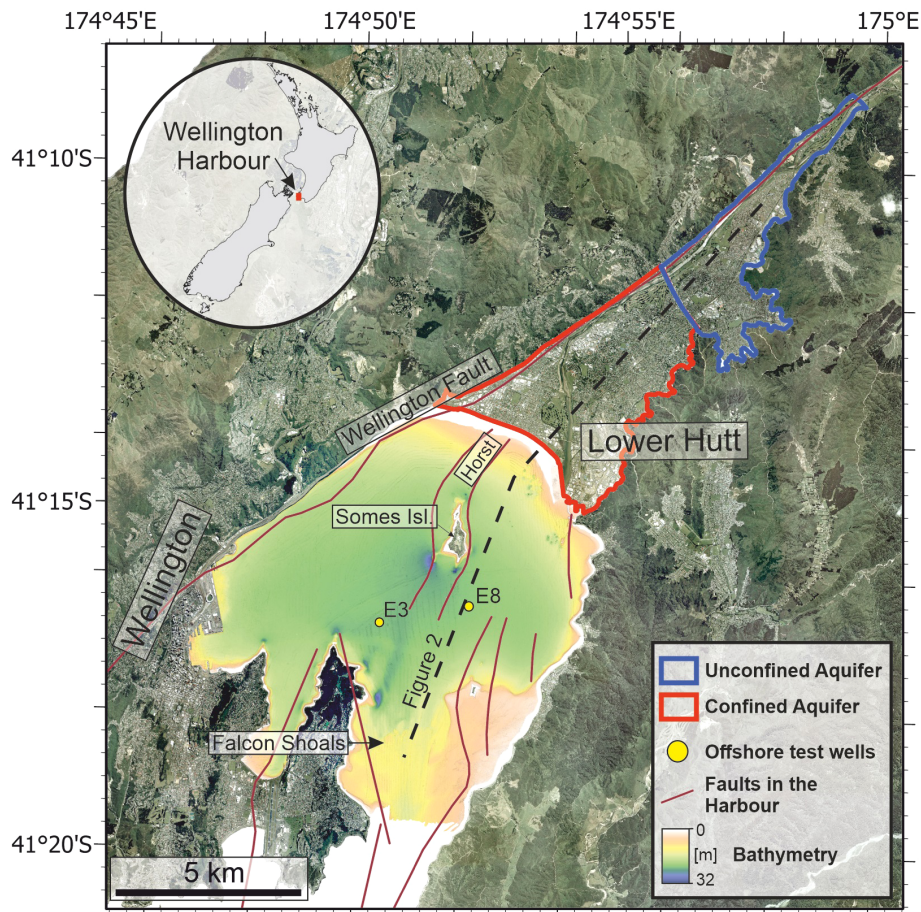 174°45'E
174°50'E
174°55'E
175°E
41°10'S
41°15'S
41°20'S
Wellington
Harbour
Wellington Fault
Horst
Lower Hutt
Somes Isl.
Wellington
E3
E8
Figure 2
Falcon Shoals
5 km
Unconfined Aquifer
Confined Aquifer
Offshore test wells
Faults in the
Harbour
0
[m]
32
Bathymetry